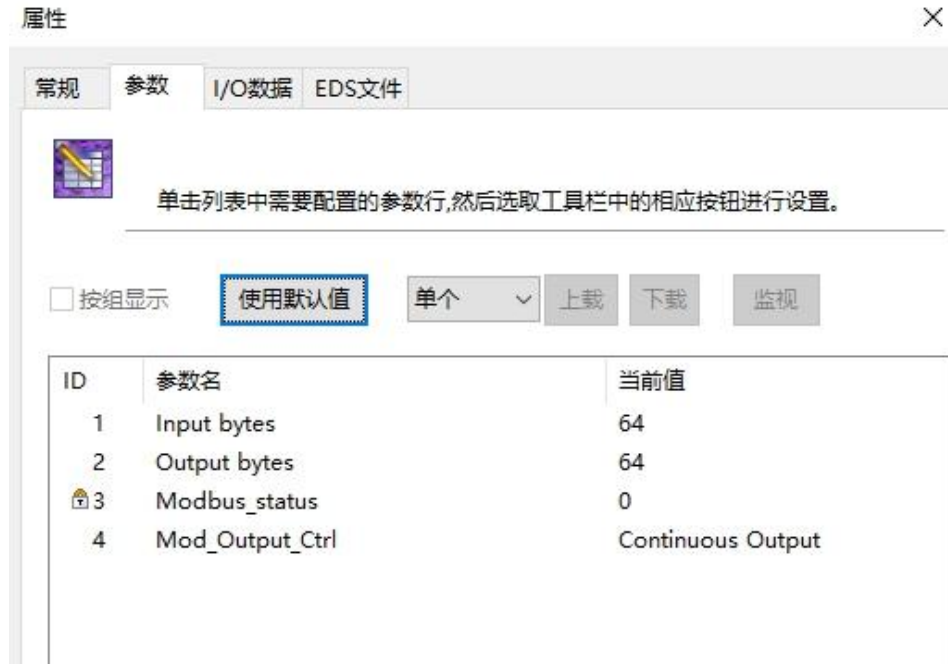 属性
常规 参数 I/O数据 EDS文件
单击列表中需要配置的参数行,然后选取工具栏中的相应按钮进行设置。
按组显示 使用默认值 单个 上载 下载 监视
ID 参数名 当前值
1 Input bytes 64
2 Output bytes 64
3 Modbus_status 0
4 Mod_Output_Ctrl Continuous Output